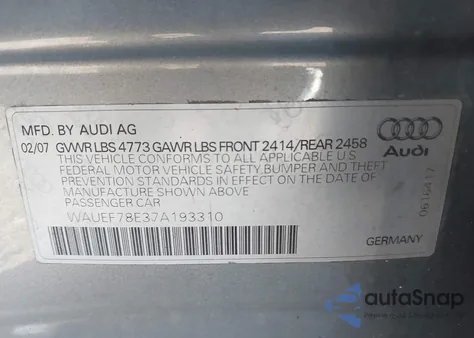 MFD. BY AUDI AG
02/07 GVWR LBS 4773 GAWR LBS FRONT 2414/REAR 2458
THIS VEHICLE CONFORMS TO ALL APPLICABLE
FEDERAL MOTOR VEHICLE SAFETY,BUMPER AND THEFT
PREVENTION STANDARDS IN EFFECT ON THE DATE OF
MANUFACTURE SHOWN ABOVE
PASSENGER CAR
WAUEF78E37A193310
Audi
0616417
GERMANY
autoSnap